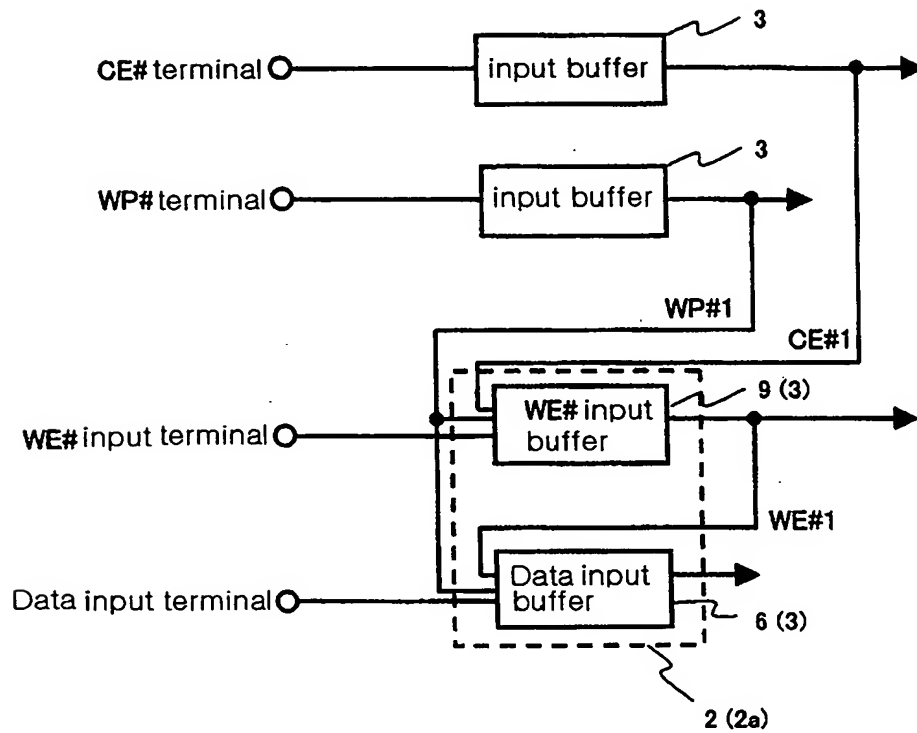 3
CE# terminal
input buffer
3
WP# terminal
input buffer
WP#1
CE#1
9 (3)
WE# input
buffer
WE# input terminal
WE#1
Data input
buffer
Data input terminal
6 (3)
2 (2a)